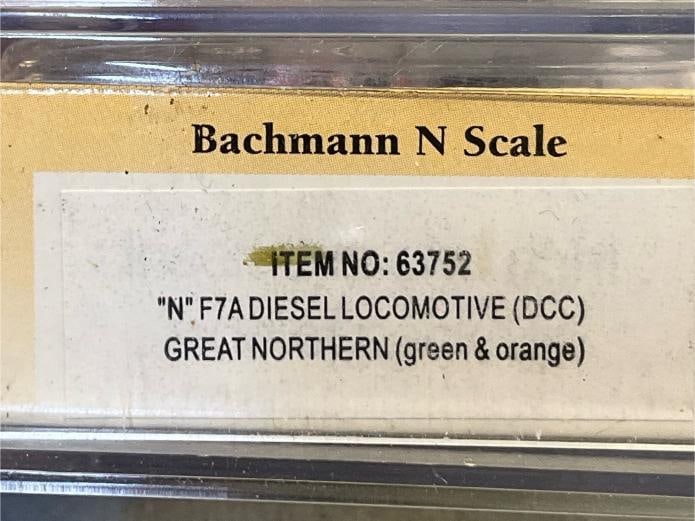 Bachmann N Scale
ITEM NO: 63752
"N" F7A DIESEL LOCOMOTIVE (DCC)
GREAT NORTHERN (green & orange)